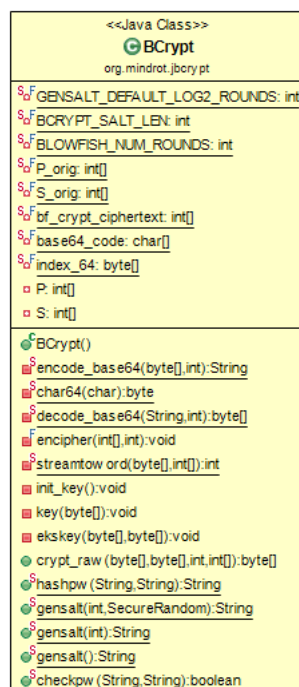 <<Java Class>>
BCrypt
org.mindrot.jbcrypt
GENSALT_DEFAULT_LOG2_ROUNDS: int
BCRYPT_SALT_LEN: int
BLOWFISH_NUM_ROUNDS: int
P_orig: int[]
S_orig: int[]
bf_crypt_ciphertext: int[]
base64_code: char[]
index_64: byte[]
P: int[]
S: int[]
BCrypt()
encode_base64(byte[],int):String
char64(char):byte
decode_base64(String,int):byte[]
encipher(int[],int):void
streamtoword(byte[],int[]):int
init_key():void
key(byte[]):void
ekskey(byte[],byte[]):void
crypt_raw(byte[],byte[],int,int[]):byte[]
hashpw(String,String):String
gensalt(int,SecureRandom):String
gensalt(int):String
gensalt():String
checkpw(String,String):boolean